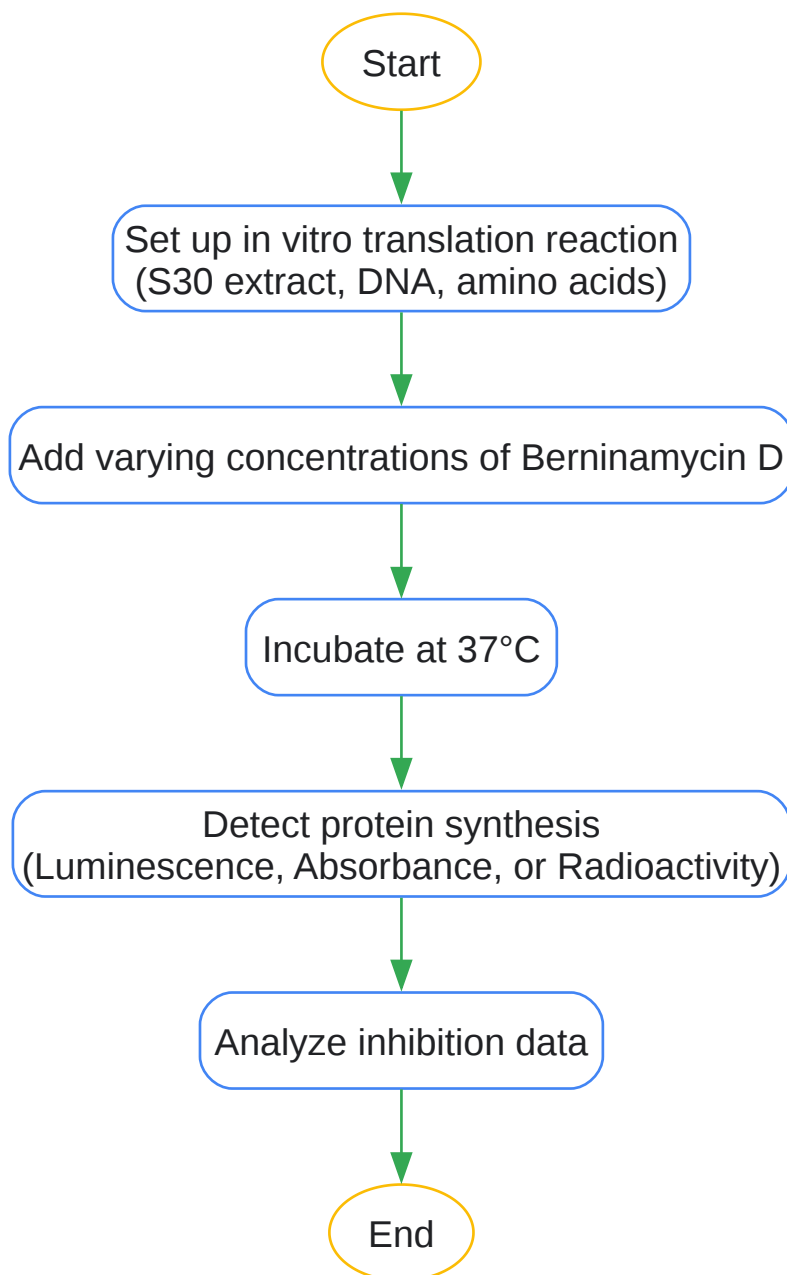 Start
Set up in vitro translation reaction
(S30 extract, DNA, amino acids)
Add varying concentrations of Berninamycin D
Incubate at 37°C
Detect protein synthesis
(Luminescence, Absorbance, or Radioactivity)
Analyze inhibition data
End